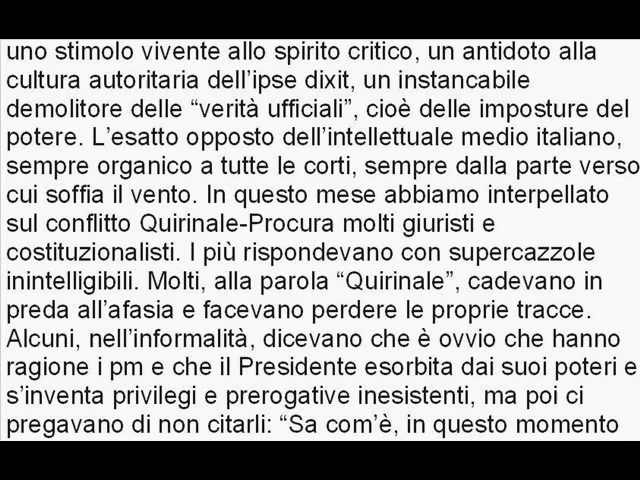 uno stimolo vivente allo spirito critico, un antidoto alla
cultura autoritaria dell’ipse dixit, un instancabile
demolitore delle “verità ufficiali”, cioè delle imposture del
potere. L’esatto opposto dell’intellettuale medio italiano,
sempre organico a tutte le corti, sempre dalla parte verso
cui soffia il vento. In questo mese abbiamo interpellato
sul conflitto Quirinale-Procura molti giuristi e
costituzionalisti. I più rispondevano con supercazzole
inintelligibili. Molti, alla parola “Quirinale”, cadevano in
preda all’afasia e facevano perdere le proprie tracce.
Alcuni, nell’informalità, dicevano che è ovvio che hanno
ragione i pm e che il Presidente esorbita dai suoi poteri e
s’inventa privilegi e prerogative inesistenti, ma poi ci
pregavano di non citarli: “Sa com’è, in questo momento